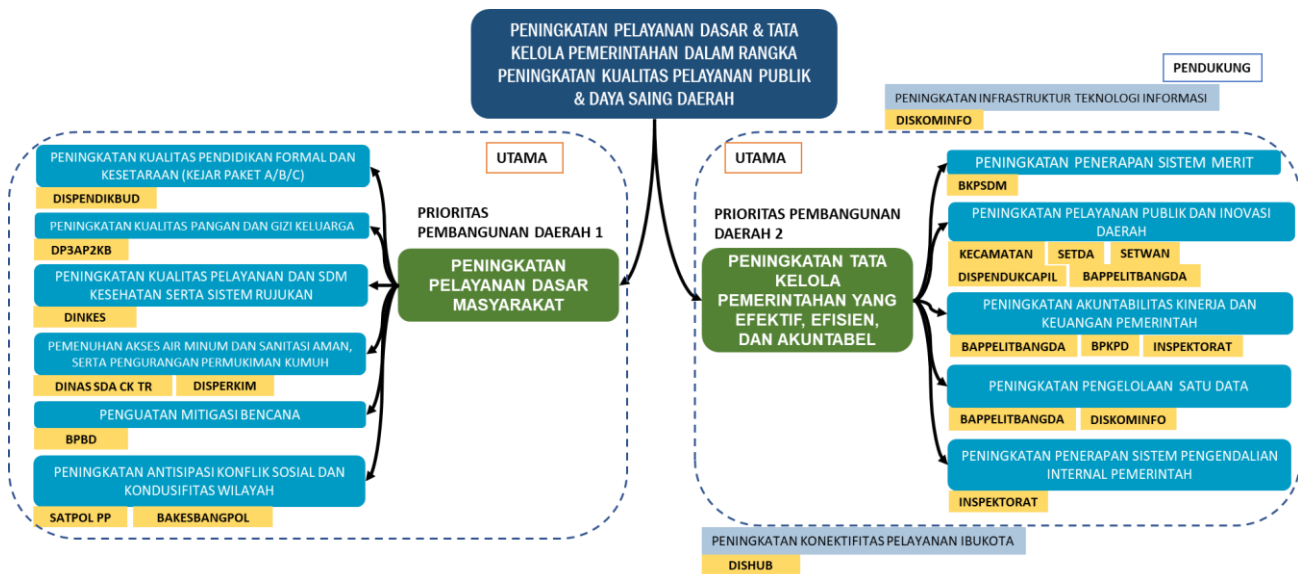 PENINGKATAN PELAYANAN DASAR & TATA
KELOLA PEMERINTAHAN DALAM RANGKA
PENINGKATAN KUALITAS PELAYANAN PUBLIK
& DAYA SAING DAERAH
PENDUKUNG
PENINGKATAN INFRASTRUKTUR TEKNOLOGI INFORMASI
DISKOMINFO
UTAMA
PENINGKATAN KUALITAS PENDIDIKAN FORMAL DAN
KESETARAAN (KEJAR PAKET A/B/C)
DISPENDIKBUD
PENINGKATAN KUALITAS PANGAN DAN GIZI KELUARGA
DP3AP2KB
PENINGKATAN KUALITAS PELAYANAN DAN SDM
KESEHATAN SERTA SISTEM RUJUKAN
DINKES
PEMENUHAN AKSES AIR MINUM DAN SANITASI AMAN,
SERTA PENGURANGAN PERMUKIMAN KUMUH
DINAS SDA CK TR
DISPERKIM
PENGUATAN MITIGASI BENCANA
BPBD
PENINGKATAN ANTISIPASI KONFLIK SOSIAL DAN
KONDUSIFITAS WILAYAH
SATPOL PP
BAKESBANGPOL
PRIORITAS
PEMBANGUNAN DAERAH 1
PENINGKATAN
PELAYANAN DASAR
MASYARAKAT
UTAMA
PRIORITAS PEMBANGUNAN
DAERAH 2
PENINGKATAN TATA
KELOLA
PEMERINTAHAN YANG
EFEKTIF, EFISIEN,
DAN AKUNTABEL
PENINGKATAN PENERAPAN SISTEM MERIT
BKPSDM
PENINGKATAN PELAYANAN PUBLIK DAN INOVASI
DAERAH
KECAMATAN
SETDA
SETWAN
DISPENDUKCAPIL
BAPPELITBANGDA
PENINGKATAN AKUNTABILITAS KINERJA DAN
KEUANGAN PEMERINTAH
BAPPELITBANGDA
BPKPD
INSPEKTORAT
PENINGKATAN PENGELOLAAN SATU DATA
BAPPELITBANGDA
DISKOMINFO
PENINGKATAN PENERAPAN SISTEM PENGENDALIAN
INTERNAL PEMERINTAH
INSPEKTORAT
PENINGKATAN KONEKTIFITAS PELAYANAN IBUKOTA
DISHUB